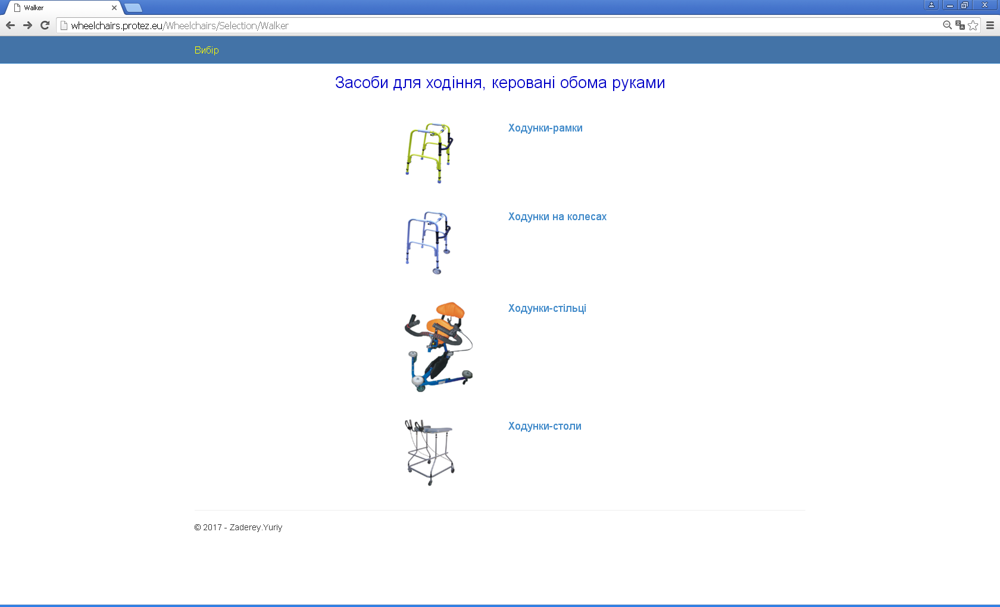 Walker
wheelchairs.protez.eu/Wheelchairs/Selection/Walker
Вибір
Засоби для ходіння, керовані обома руками
Ходунки-рамки
Ходунки на колесах
Ходунки-стільці
Ходунки-столи
© 2017 - Zaderey.Yuriy